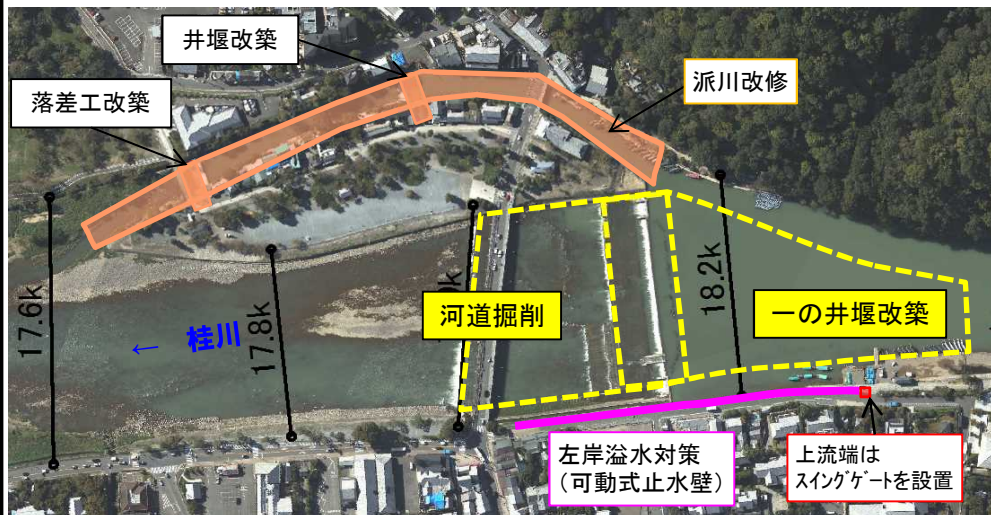 井堰改築
落差工改築
派川改修
17.6k
← 桂川
17.8k
河道掘削
18.2k
一の井堰改築
左岸溢水対策
(可動式止水壁)
上流端は
スイングゲートを設置